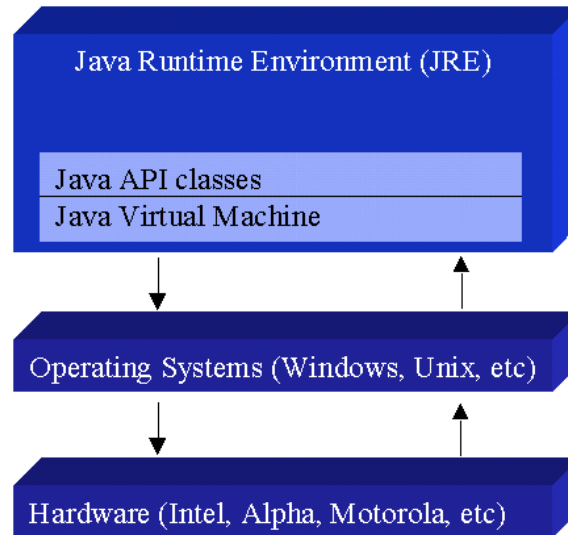 Java Runtime Environment (JRE)
Java API classes
Java Virtual Machine
Operating Systems (Windows, Unix, etc)
Hardware (Intel, Alpha, Motorola, etc)